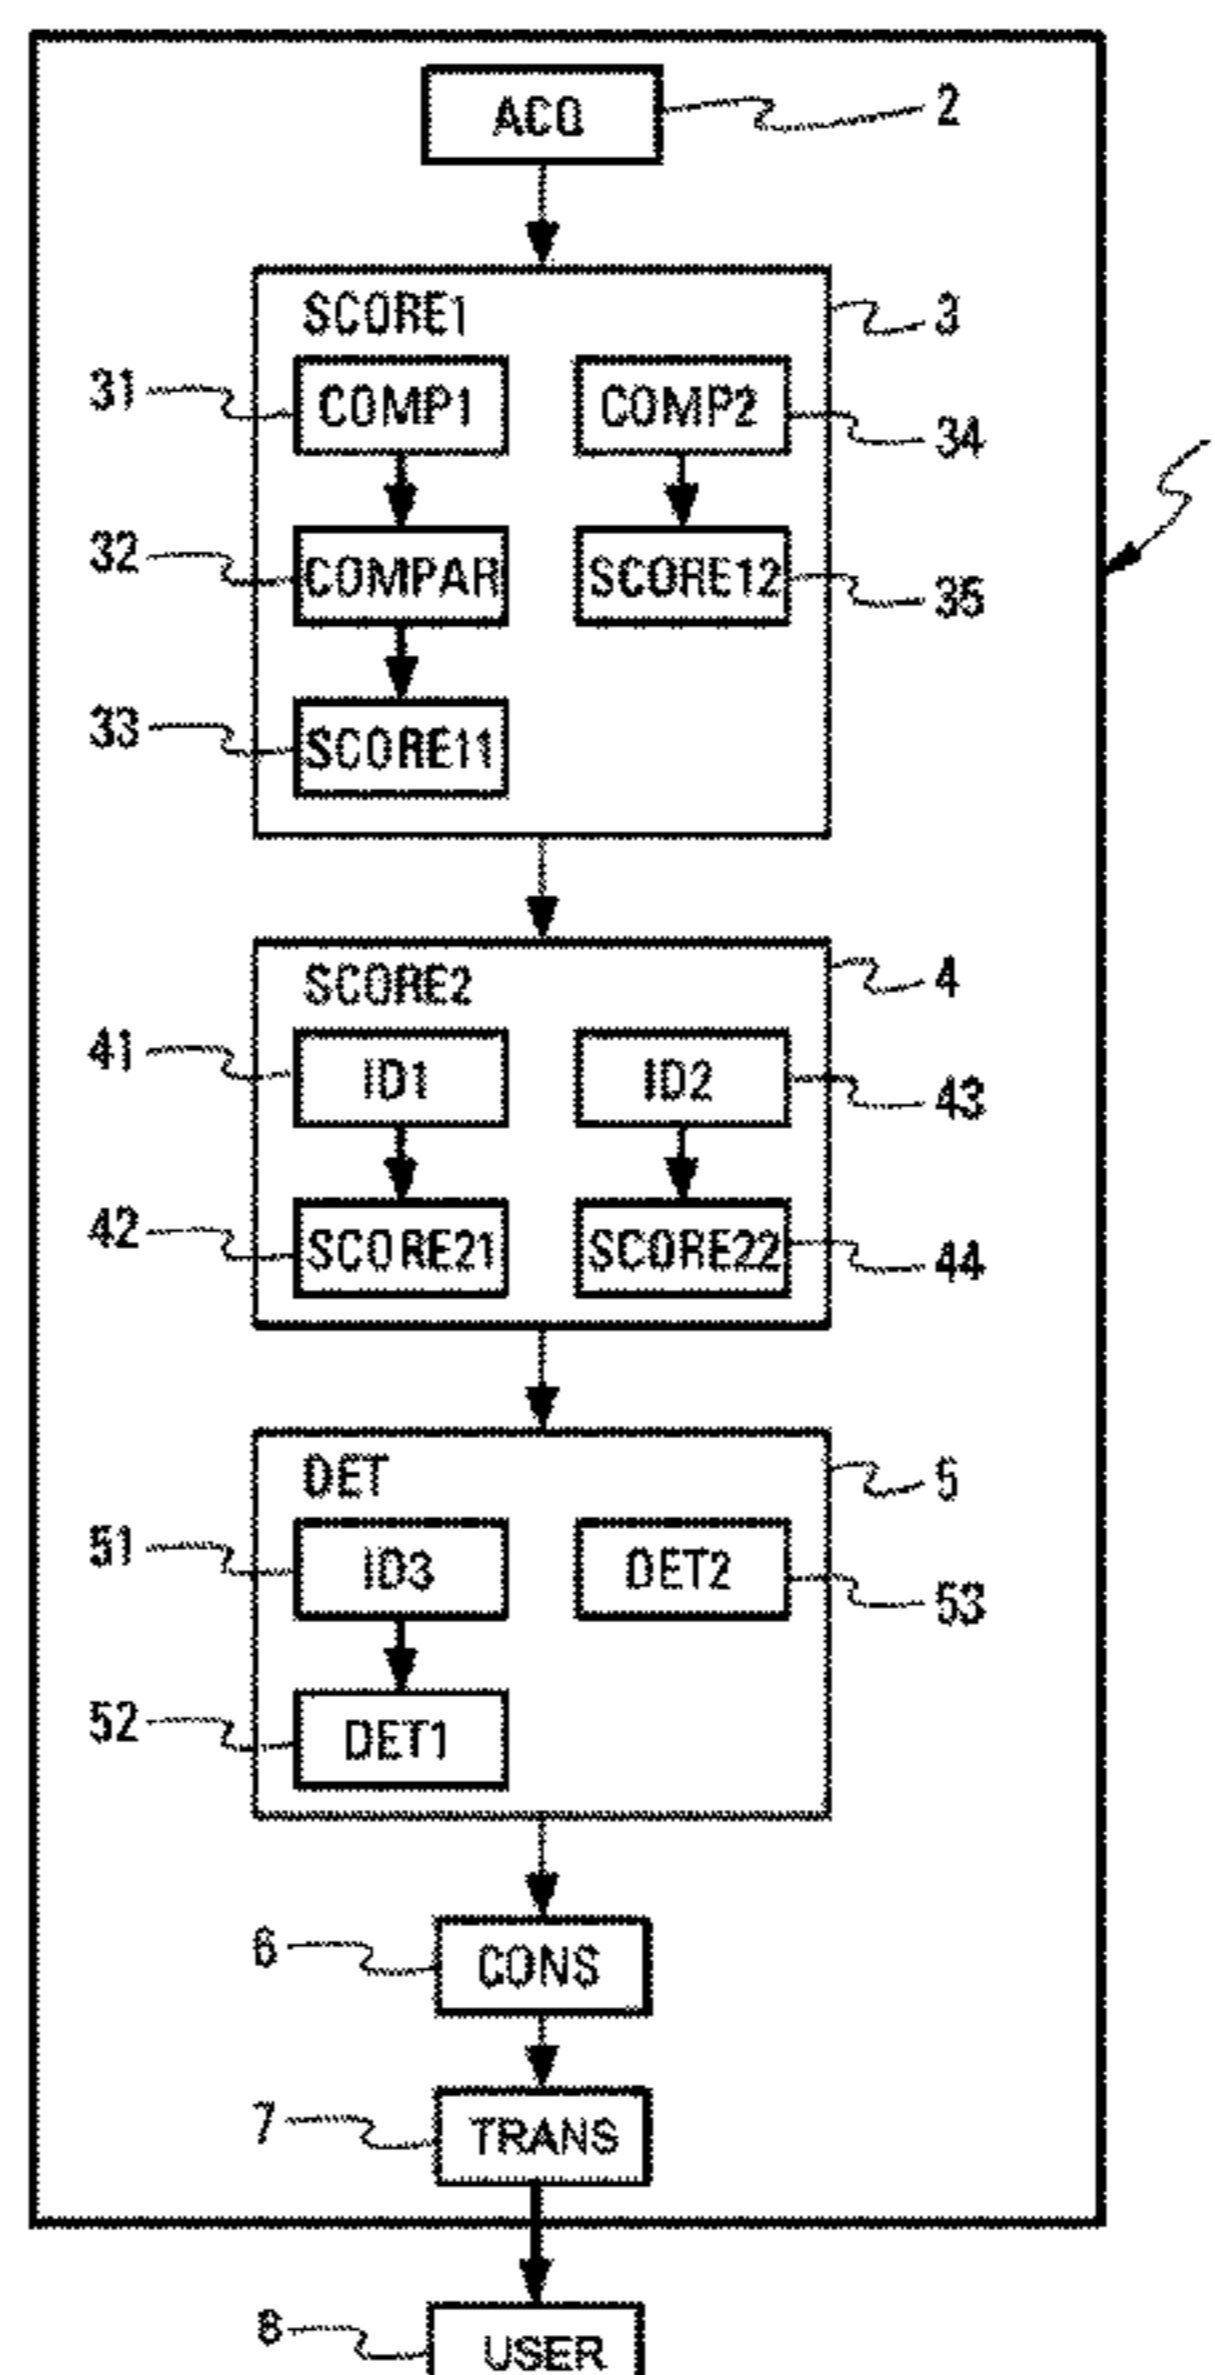 ACQ 2
SCORE1 3
31 COMP1 COMP2 34
32 COMPAR SCORE12 35
33 SCORE11
SCORE2 4
41 ID1 ID2 43
42 SCORE21 SCORE22 44
DET 5
51 ID3 DET2 53
52 DET1
6 CONS
7 TRANS
8 USER